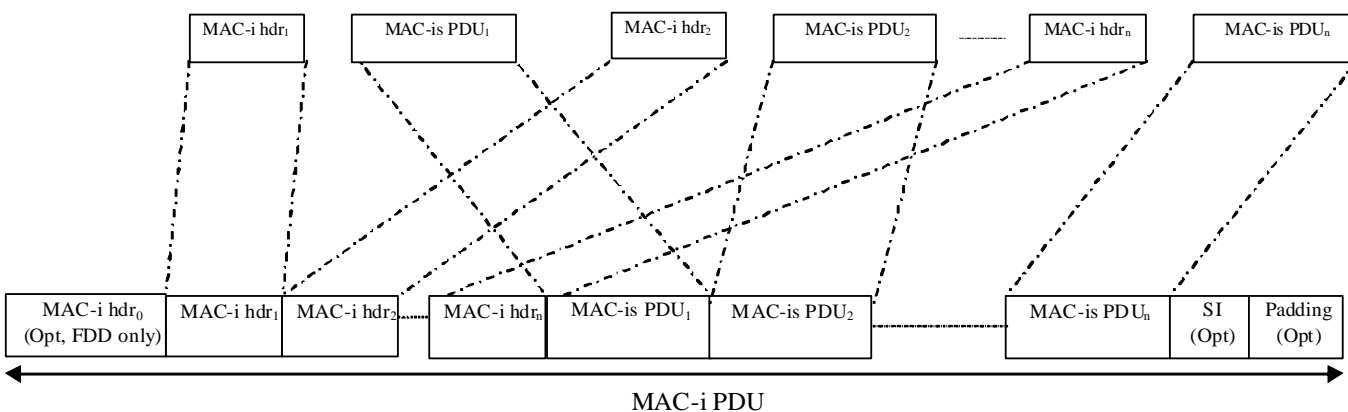 MAC-i hdr₁
MAC-is PDU₁
MAC-i hdr₂
MAC-is PDU₂
MAC-i hdrₙ
MAC-is PDUₙ
MAC-i hdr₀
(Opt, FDD only)
MAC-i hdr₁
MAC-i hdr₂
MAC-i hdrₙ
MAC-is PDU₁
MAC-is PDU₂
MAC-is PDUₙ
SI
(Opt)
Padding
(Opt)
MAC-i PDU